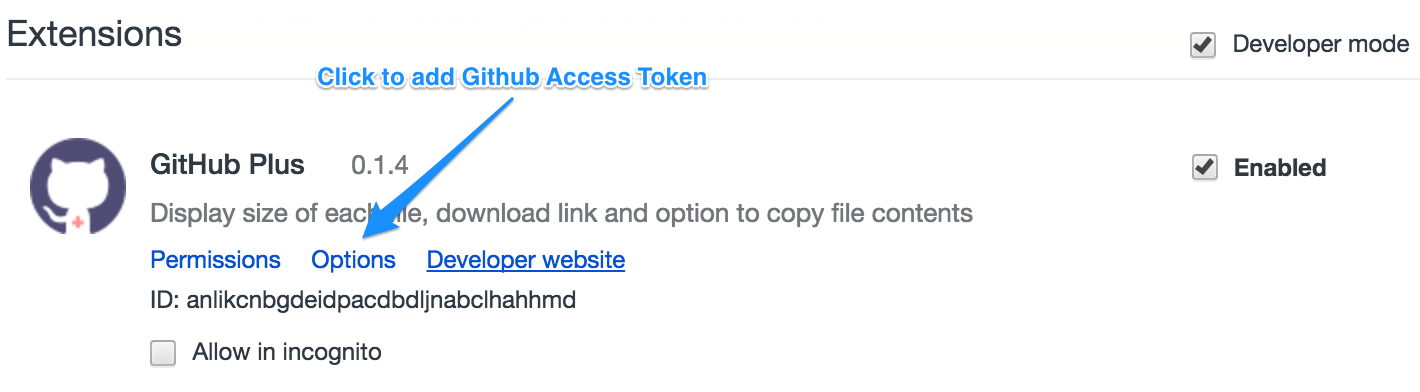 Extensions
Developer mode
Click to add Github Access Token
GitHub Plus 0.1.4
Enabled
Display size of each file, download link and option to copy file contents
Permissions Options Developer website
ID: anlikcnbgdeidpacdbdljnabclhahhmd
Allow in incognito